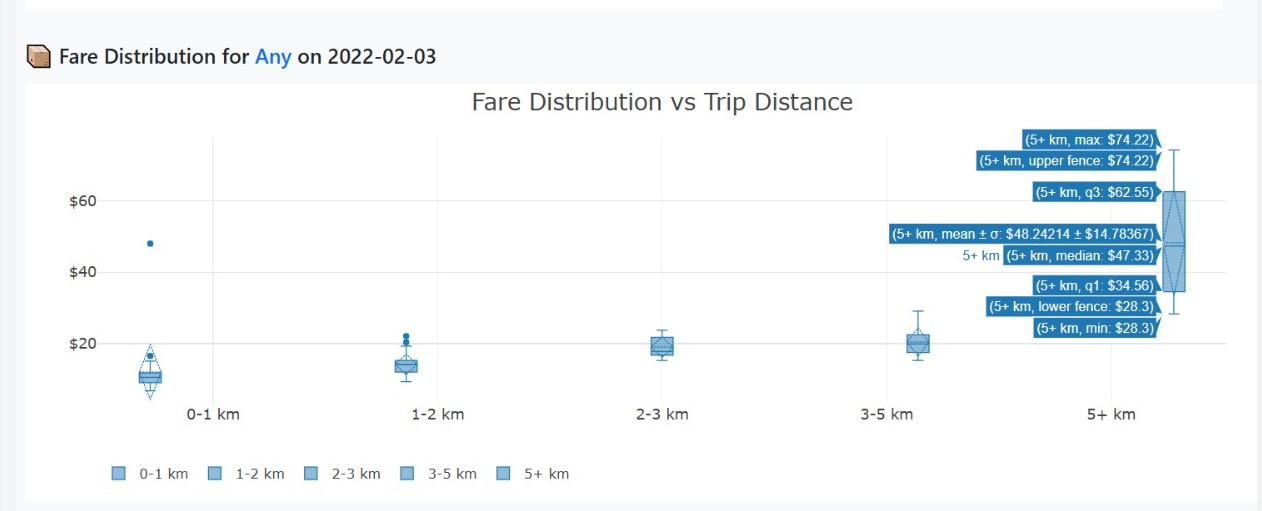 Fare Distribution for Any on 2022-02-03
Fare Distribution vs Trip Distance
(5+ km, max: $74.22)
(5+ km, upper fence: $74.22)
$60
(5+ km, q3: $62.55)
(5+ km, mean ± σ: $48.24214 ± $14.78367)
5+ km (5+ km, median: $47.33)
$40
(5+ km, q1: $34.56)
(5+ km, lower fence: $28.3)
(5+ km, min: $28.3)
$20
0-1 km 1-2 km 2-3 km 3-5 km 5+ km
0-1 km 1-2 km 2-3 km 3-5 km 5+ km